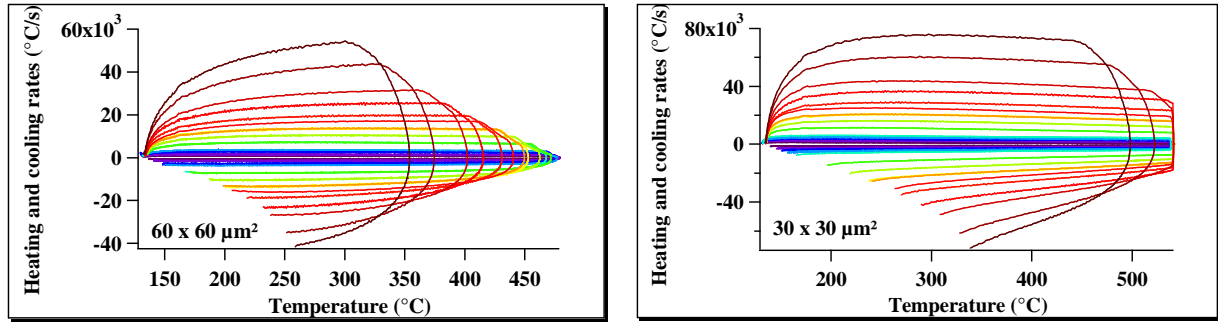 Heating and cooling rates (°C/s)
60x10³
40
20
0
-20
-40
60 x 60 µm²
150 200 250 300 350 400 450
Temperature (°C)
Heating and cooling rates (°C/s)
80x10³
40
0
-40
30 x 30 µm²
200 300 400 500
Temperature (°C)